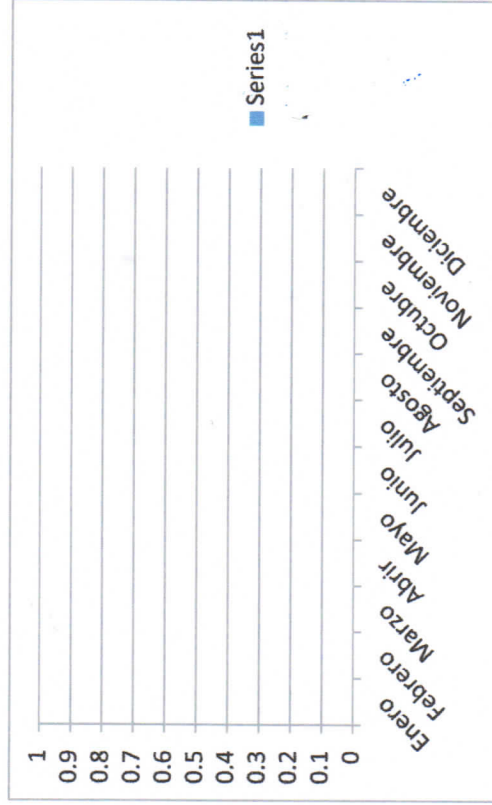 1
0.9
0.8
0.7
0.6
0.5
0.4
0.3
0.2
0.1
0
Enero
Febrero
Marzo
Abrir
Mayo
Junio
Julio
Agosto
Septiembre
Octubre
Noviembre
Diciembre
Series1